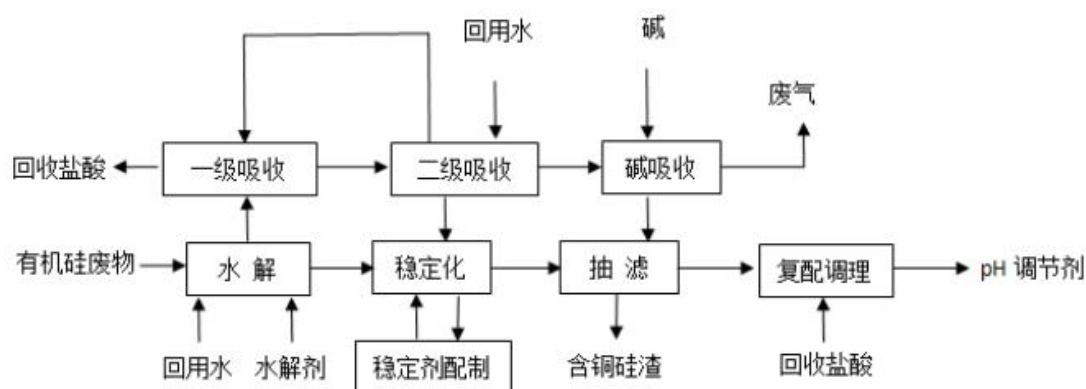 回用水
碱
废气
回收盐酸
一级吸收
二级吸收
碱吸收
有机硅废物
水 解
稳定化
抽 滤
复配调理
pH 调节剂
回用水
水解剂
稳定剂配制
含铜硅渣
回收盐酸